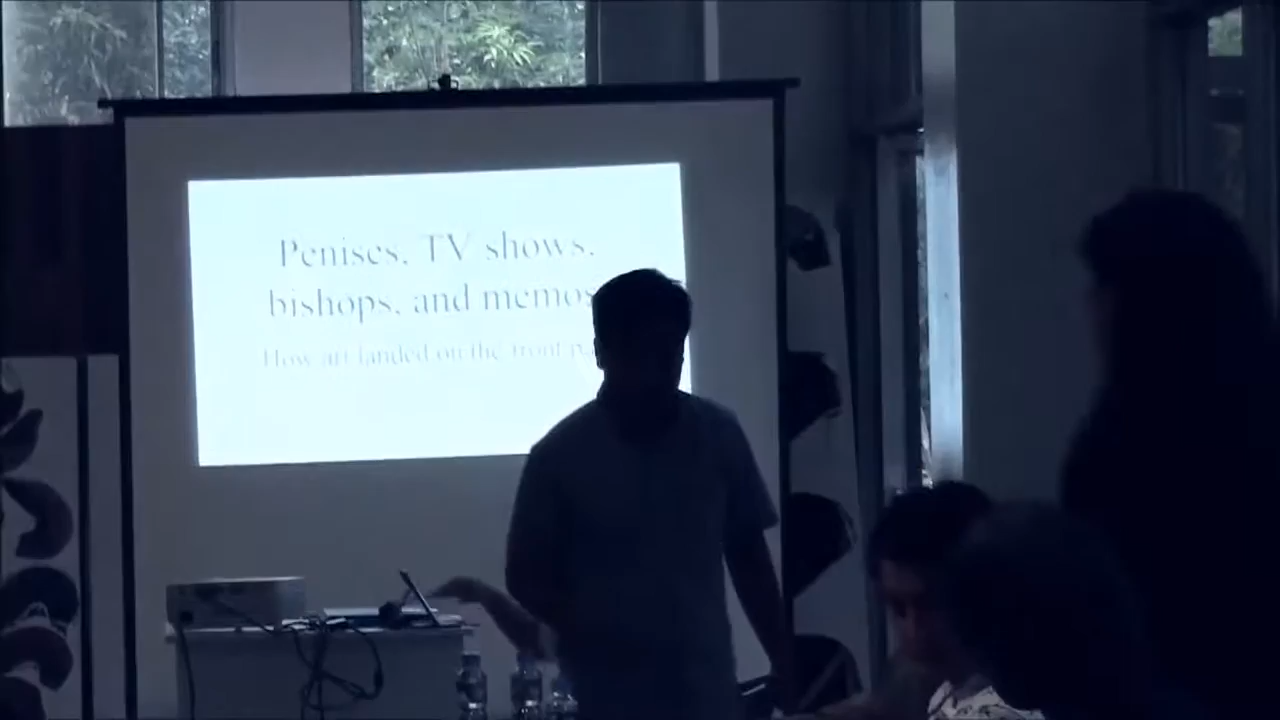 Penises, TV shows,
bishops, and memos
How art landed on the front